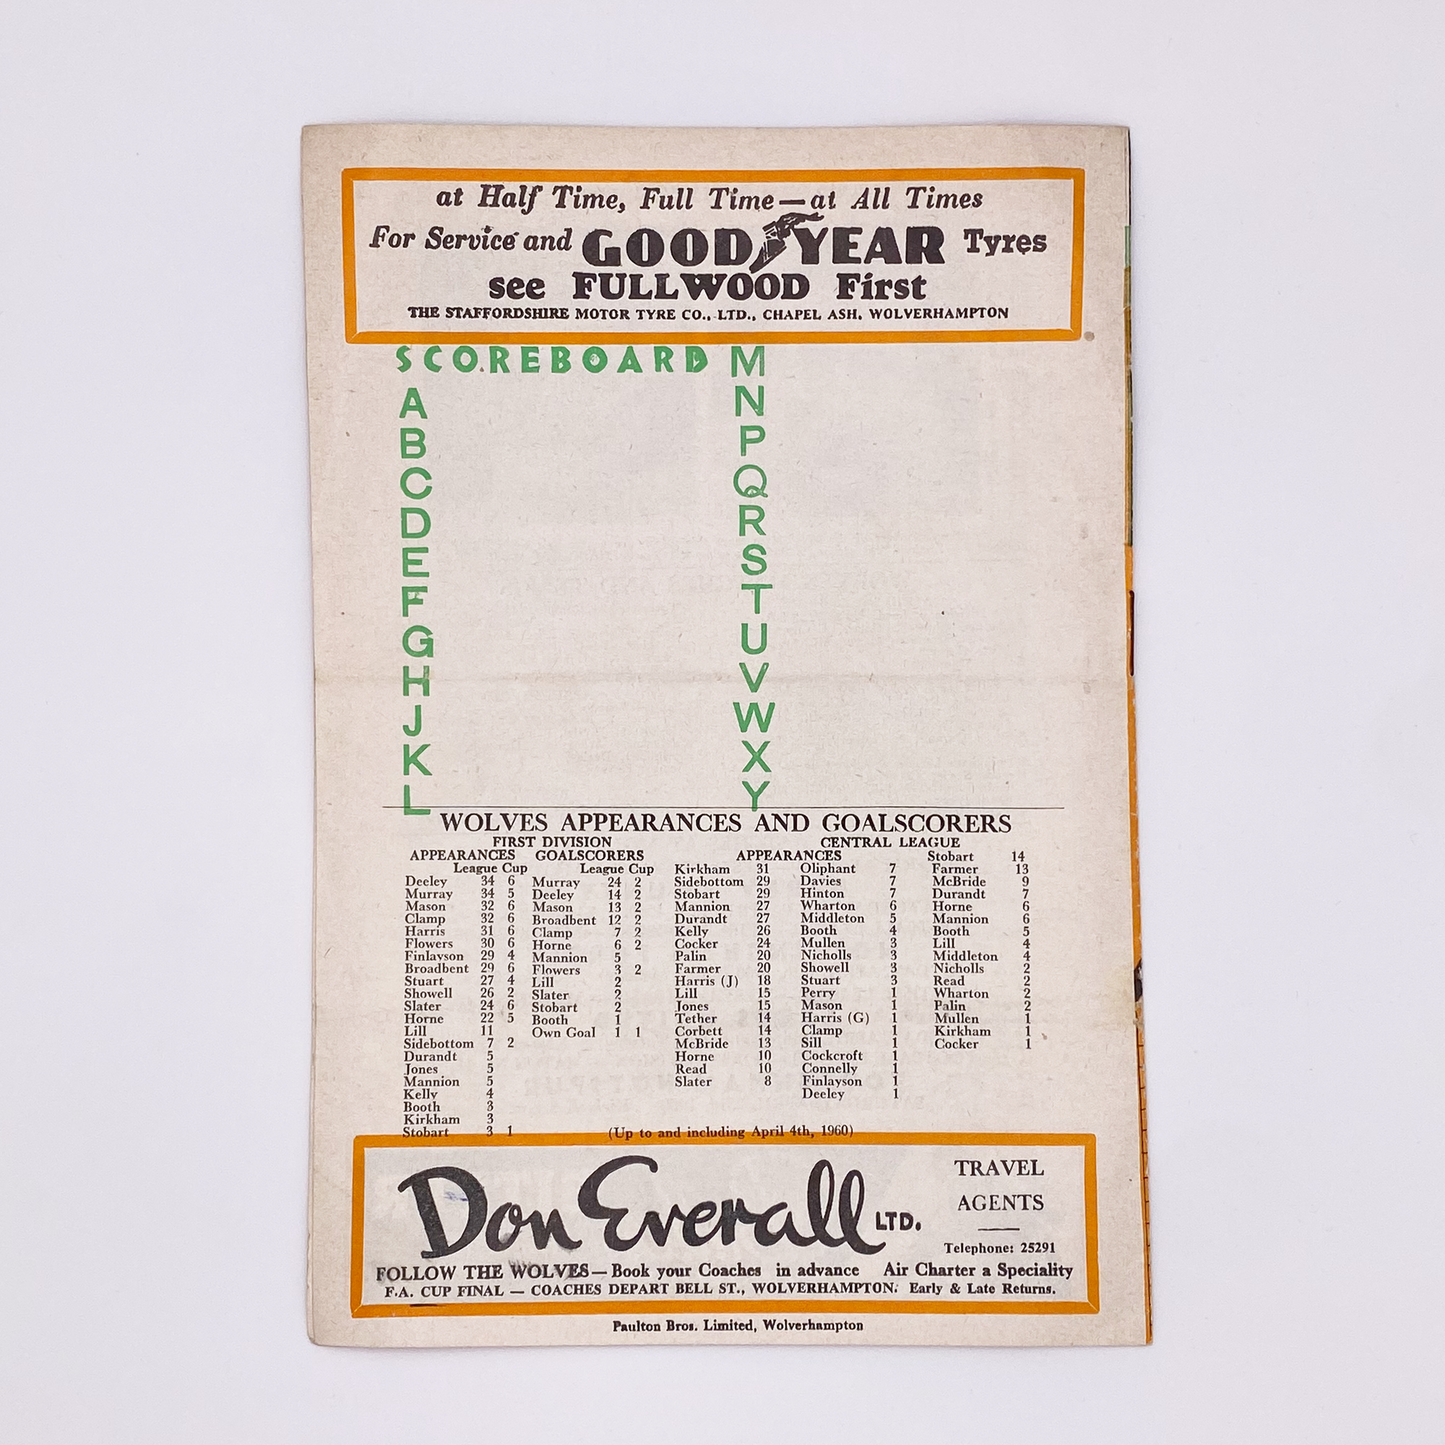 at Half Time, Full Time—at All Times
For Service and GOODYEAR Tyres
see FULLWOOD First
THE STAFFORDSHIRE MOTOR TYRE CO., LTD., CHAPEL ASH, WOLVERHAMPTON
SCOREBOARD
A
B
C
D
E
F
G
H
J
K
L
M
N
P
Q
R
S
T
U
V
W
X
Y
WOLVES APPEARANCES AND GOALSCORERS
FIRST DIVISION
APPEARANCES
League Cup
Deeley 34 6
Murray 34 5
Mason 32 6
Clamp 32 6
Harris 31 6
Flowers 30 6
Finlayson 29 4
Broadbent 29 6
Stuart 27 4
Showell 26 2
Slater 24 6
Horne 22 5
Lill 11
Sidebottom 7 2
Durandt 5
Jones 5
Mannion 5
Kelly 4
Booth 3
Kirkham 3
Stobart 3 1
GOALSCORERS
League Cup
Murray 24 2
Deeley 14 2
Mason 13 2
Broadbent 12 2
Clamp 7 2
Horne 6 2
Mannion 5
Flowers 3 2
Lill 2
Slater 2
Stobart 2
Booth 1
Own Goal 1 1
CENTRAL LEAGUE
APPEARANCES
Kirkham 31
Sidebottom 29
Stobart 29
Mannion 27
Durandt 27
Kelly 26
Cocker 24
Palin 20
Farmer 20
Harris (J) 18
Lill 15
Jones 15
Tether 14
Corbett 14
McBride 13
Horne 10
Read 10
Slater 8
Oliphant 7
Davies 7
Hinton 7
Wharton 6
Middleton 5
Booth 4
Mullen 3
Nicholls 3
Showell 3
Stuart 3
Perry 1
Mason 1
Harris (G) 1
Clamp 1
Sill 1
Cockcroft 1
Connelly 1
Finlayson 1
Deeley 1
Stobart 14
Farmer 13
McBride 9
Durandt 7
Horne 6
Mannion 6
Booth 5
Lill 4
Middleton 4
Nicholls 2
Read 2
Wharton 2
Palin 2
Mullen 1
Kirkham 1
Cocker 1
(Up to and including April 4th, 1960)
Don Everall LTD.
TRAVEL
AGENTS
Telephone: 25291
FOLLOW THE WOLVES—Book your Coaches in advance Air Charter a Speciality
F.A. CUP FINAL — COACHES DEPART BELL ST., WOLVERHAMPTON. Early & Late Returns.
Paulton Bros. Limited, Wolverhampton